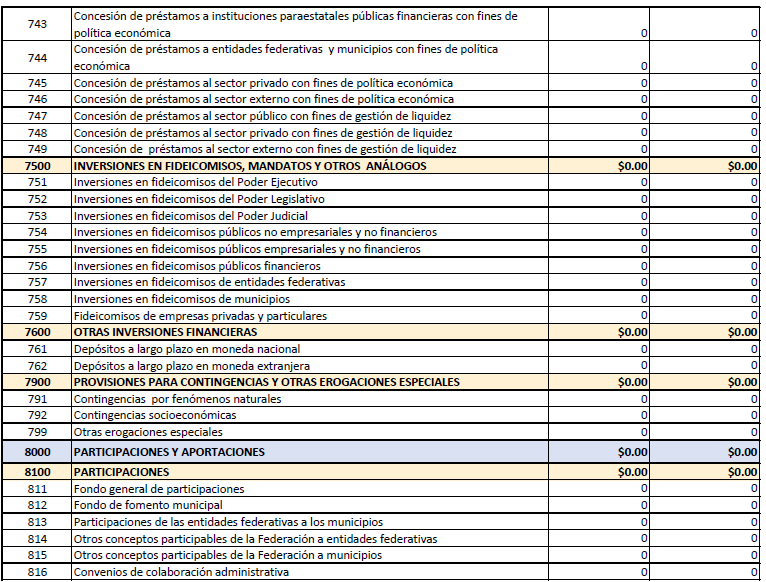 743 Concesión de préstamos a instituciones paraestatales públicas financieras con fines de
política económica 0 0
744 Concesión de préstamos a entidades federativas y municipios con fines de política
económica 0 0
745 Concesión de préstamos al sector privado con fines de política económica 0 0
746 Concesión de préstamos al sector externo con fines de política económica 0 0
747 Concesión de préstamos al sector público con fines de gestión de liquidez 0 0
748 Concesión de préstamos al sector privado con fines de gestión de liquidez 0 0
749 Concesión de préstamos al sector externo con fines de gestión de liquidez 0 0
7500 INVERSIONES EN FIDEICOMISOS, MANDATOS Y OTROS ANÁLOGOS $0.00 $0.00
751 Inversiones en fideicomisos del Poder Ejecutivo 0 0
752 Inversiones en fideicomisos del Poder Legislativo 0 0
753 Inversiones en fideicomisos del Poder Judicial 0 0
754 Inversiones en fideicomisos públicos no empresariales y no financieros 0 0
755 Inversiones en fideicomisos públicos empresariales y no financieros 0 0
756 Inversiones en fideicomisos públicos financieros 0 0
757 Inversiones en fideicomisos de entidades federativas 0 0
758 Inversiones en fideicomisos de municipios 0 0
759 Fideicomisos de empresas privadas y particulares 0 0
7600 OTRAS INVERSIONES FINANCIERAS $0.00 $0.00
761 Depósitos a largo plazo en moneda nacional 0 0
762 Depósitos a largo plazo en moneda extranjera 0 0
7900 PROVISIONES PARA CONTINGENCIAS Y OTRAS EROGACIONES ESPECIALES $0.00 $0.00
791 Contingencias por fenómenos naturales 0 0
792 Contingencias socioeconómicas 0 0
799 Otras erogaciones especiales 0 0
8000 PARTICIPACIONES Y APORTACIONES $0.00 $0.00
8100 PARTICIPACIONES $0.00 $0.00
811 Fondo general de participaciones 0 0
812 Fondo de fomento municipal 0 0
813 Participaciones de las entidades federativas a los municipios 0 0
814 Otros conceptos participables de la Federación a entidades federativas 0 0
815 Otros conceptos participables de la Federación a municipios 0 0
816 Convenios de colaboración administrativa 0 0